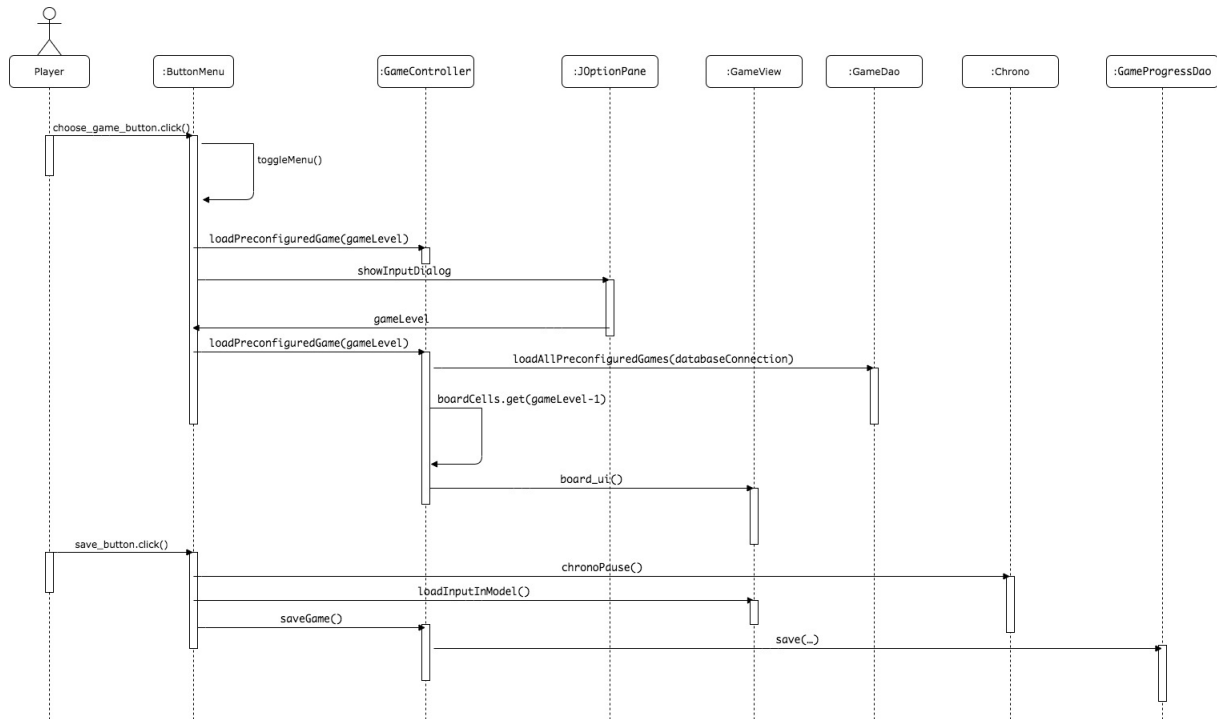 Player
:ButtonMenu
:GameController
:JOptionPane
:GameView
:GameDao
:Chrono
:GameProgressDao
choose_game_button.click()
toggleMenu()
loadPreconfiguredGame(gameLevel)
showInputDialog
gameLevel
loadPreconfiguredGame(gameLevel)
loadAllPreconfiguredGames(databaseConnection)
boardCells.get(gameLevel-1)
board_ui()
save_button.click()
chronoPause()
loadInputInModel()
saveGame()
save(…)